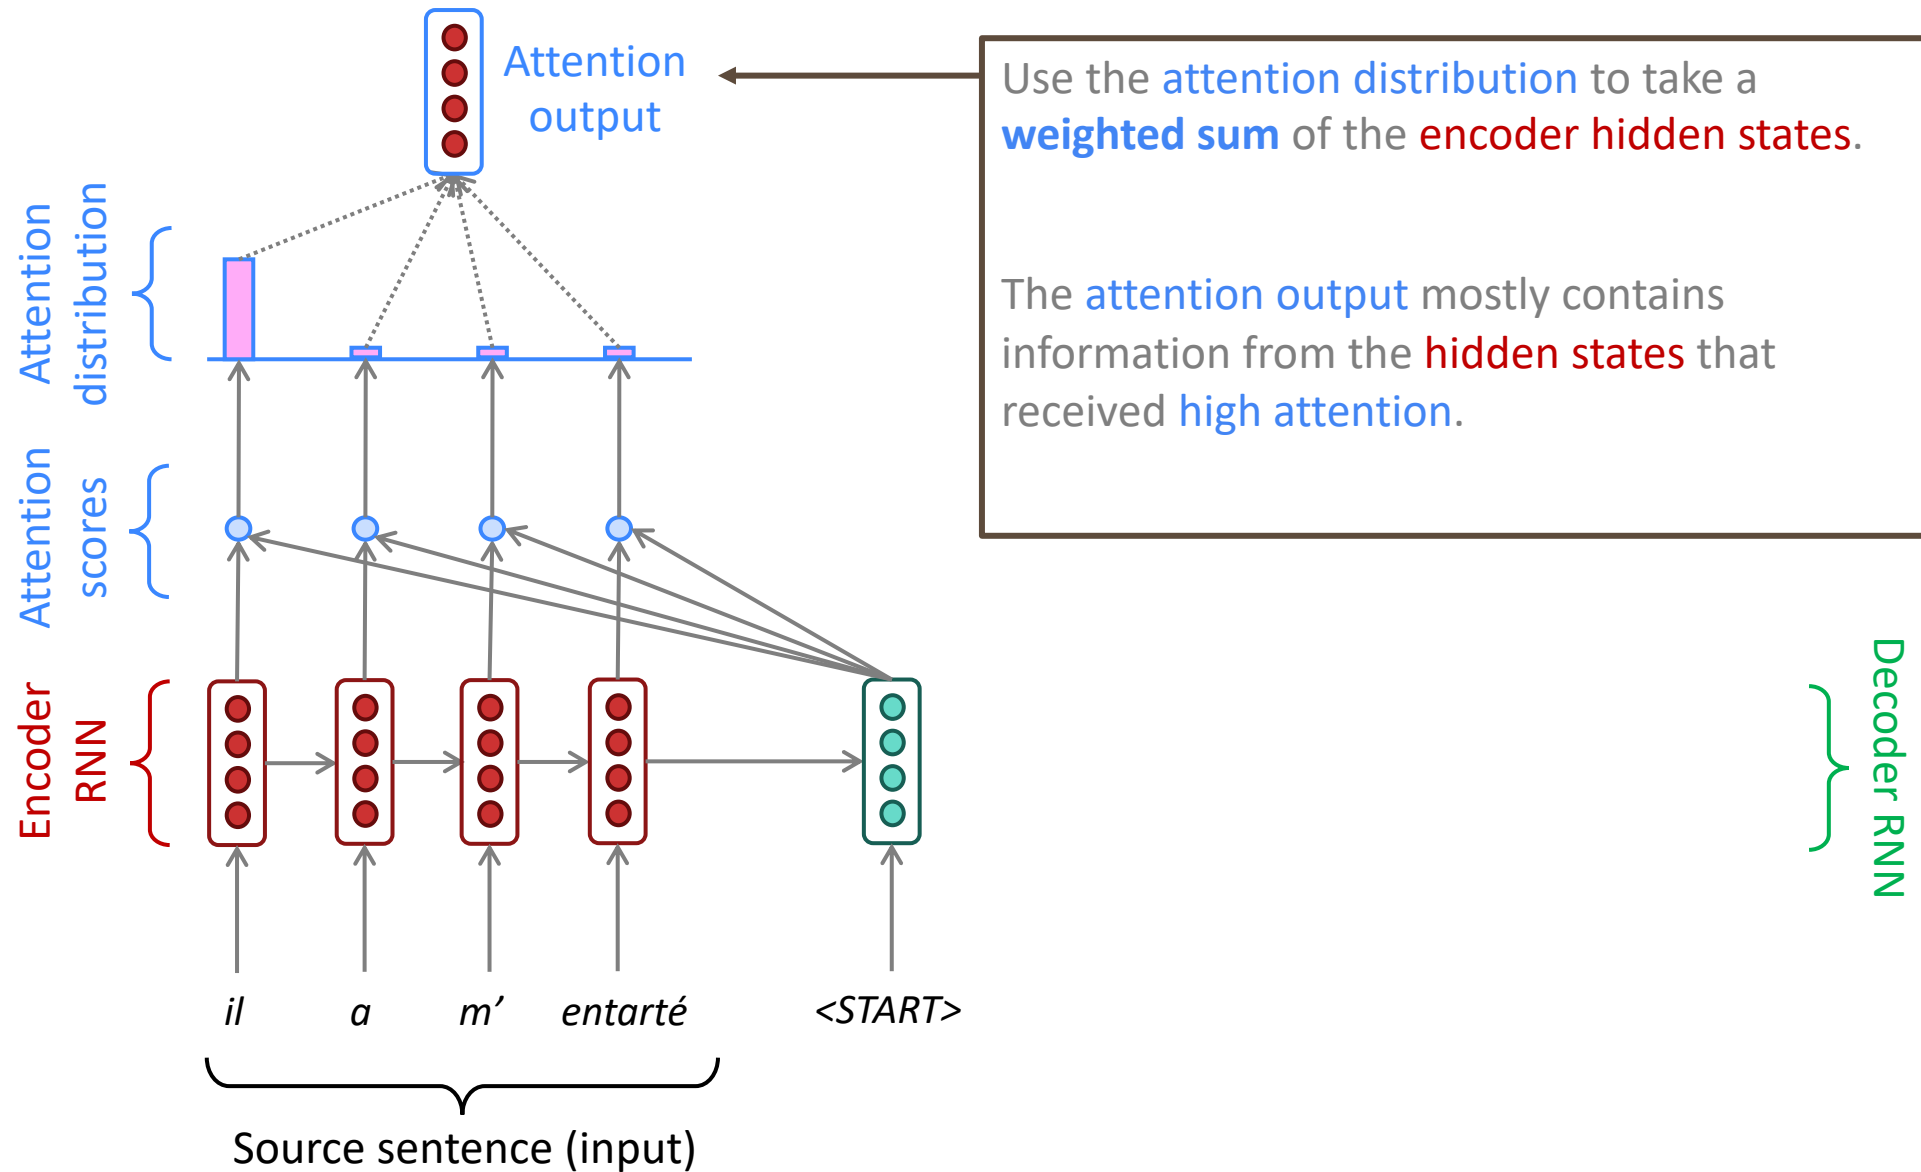 Attention
output
Use the attention distribution to take a
weighted sum of the encoder hidden states.
The attention output mostly contains
information from the hidden states that
received high attention.
Attention
distribution
Attention
scores
Encoder
RNN
Decoder RNN
il a m’ entarté <START>
Source sentence (input)